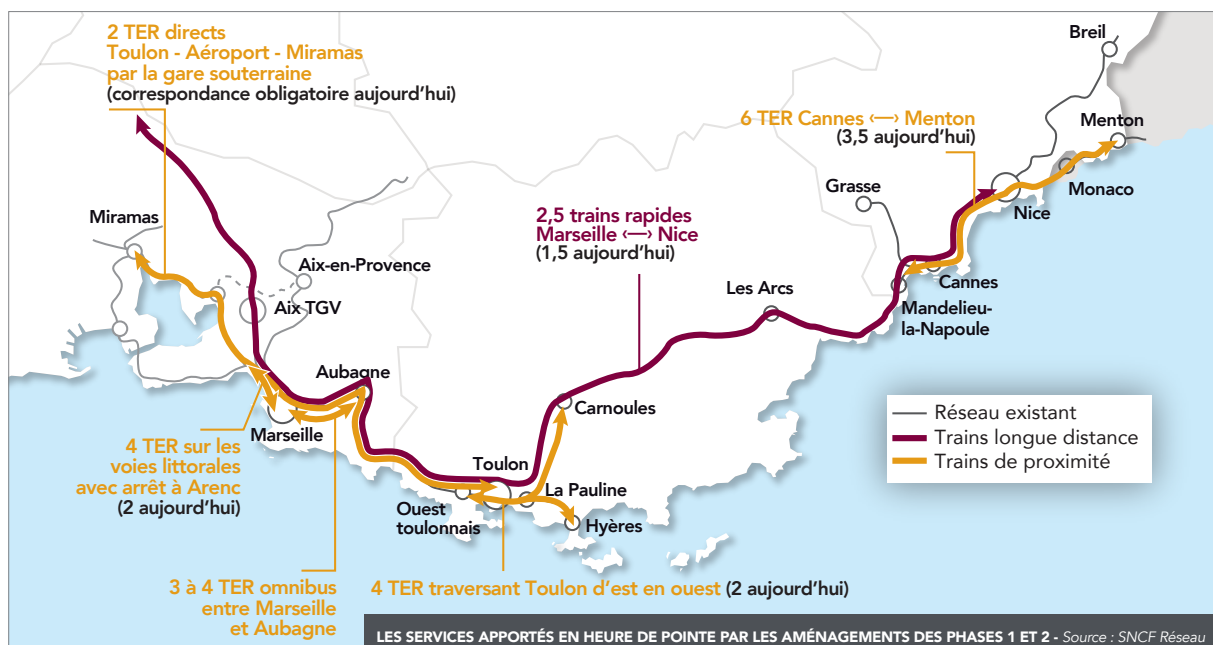 2 TER directs
Toulon - Aéroport - Miramas
par la gare souterraine
(correspondance obligatoire aujourd'hui)
Breil
6 TER Cannes <—> Menton
(3,5 aujourd'hui)
Menton
Monaco
Nice
Grasse
Miramas
2,5 trains rapides
Marseille <—> Nice
(1,5 aujourd'hui)
Aix-en-Provence
Aix TGV
Les Arcs
Cannes
Mandelieu-
la-Napoule
Aubagne
Carnoules
Marseille
Réseau existant
Trains longue distance
Trains de proximité
4 TER sur les
voies littorales
avec arrêt à Arenc
(2 aujourd'hui)
Toulon
La Pauline
Ouest
toulonnais
Hyères
3 à 4 TER omnibus
entre Marseille
et Aubagne
4 TER traversant Toulon d'est en ouest (2 aujourd'hui)
LES SERVICES APPORTÉS EN HEURE DE POINTE PAR LES AMÉNAGEMENTS DES PHASES 1 ET 2 - Source : SNCF Réseau